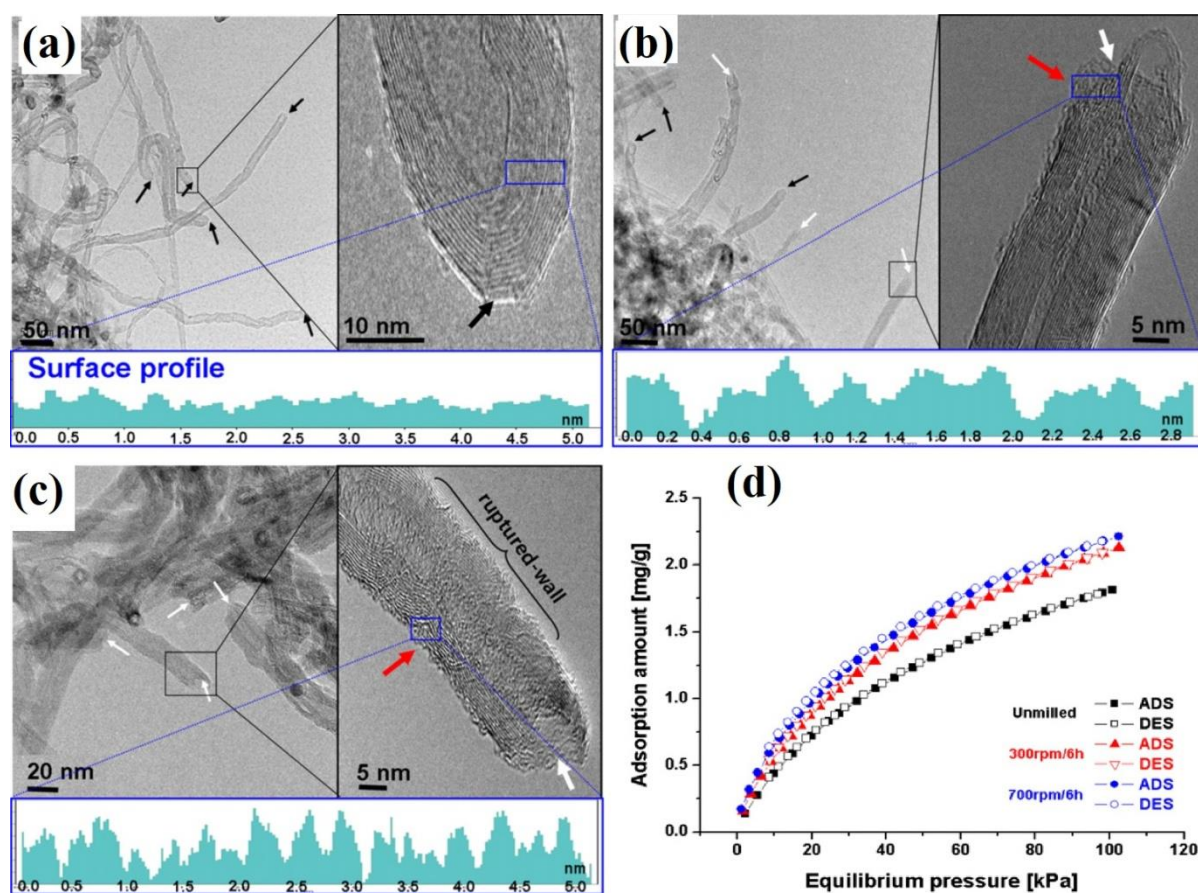 (a)
50 nm
10 nm
Surface profile
nm
0.0 0.5 1.0 1.5 2.0 2.5 3.0 3.5 4.0 4.5 5.0
(b)
50 nm
5 nm
nm
0.0 0.2 0.4 0.6 0.8 1.0 1.2 1.4 1.6 1.8 2.0 2.2 2.4 2.6 2.8
(c)
ruptured-wall
20 nm
5 nm
nm
0.0 0.5 1.0 1.5 2.0 2.5 3.0 3.5 4.0 4.5 5.0
(d)
2.5
2.0
1.5
1.0
0.5
0.0
Adsorption amount [mg/g]
Unmilled ADS
DES
300rpm/6h ADS
DES
700rpm/6h ADS
DES
0 20 40 60 80 100 120
Equilibrium pressure [kPa]